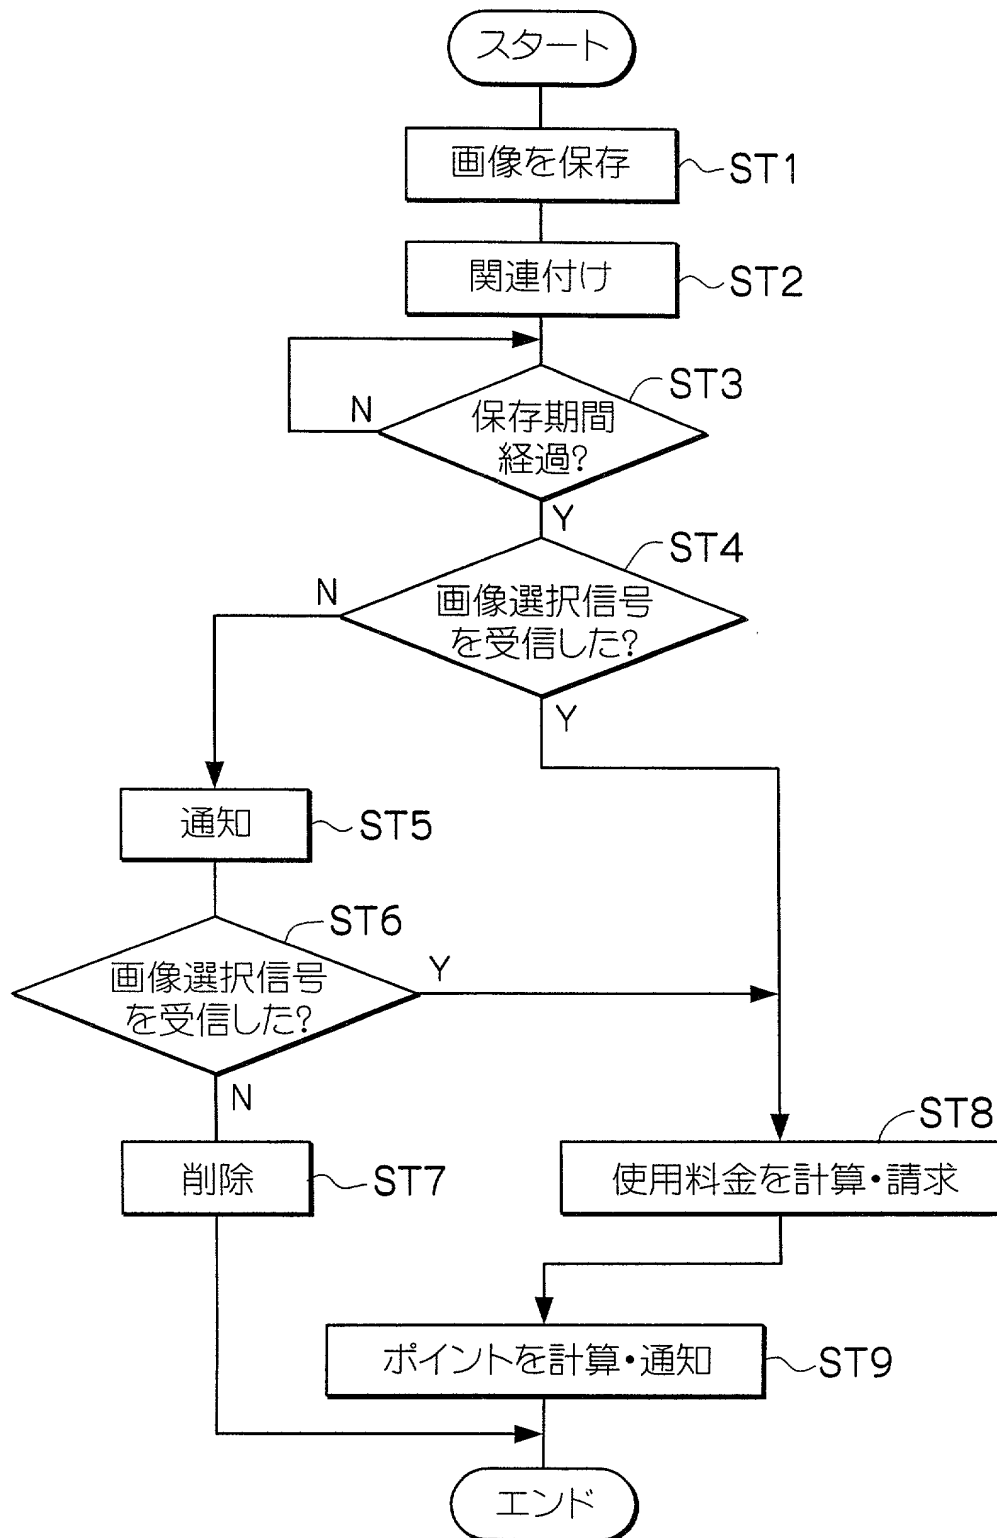 スタート
画像を保存
ST1
関連付け
ST2
ST3
N
保存期間
経過?
Y
ST4
N
画像選択信号
を受信した?
Y
通知
ST5
ST6
画像選択信号
を受信した?
Y
N
ST8
削除
ST7
使用料金を計算・請求
ポイントを計算・通知
ST9
エンド